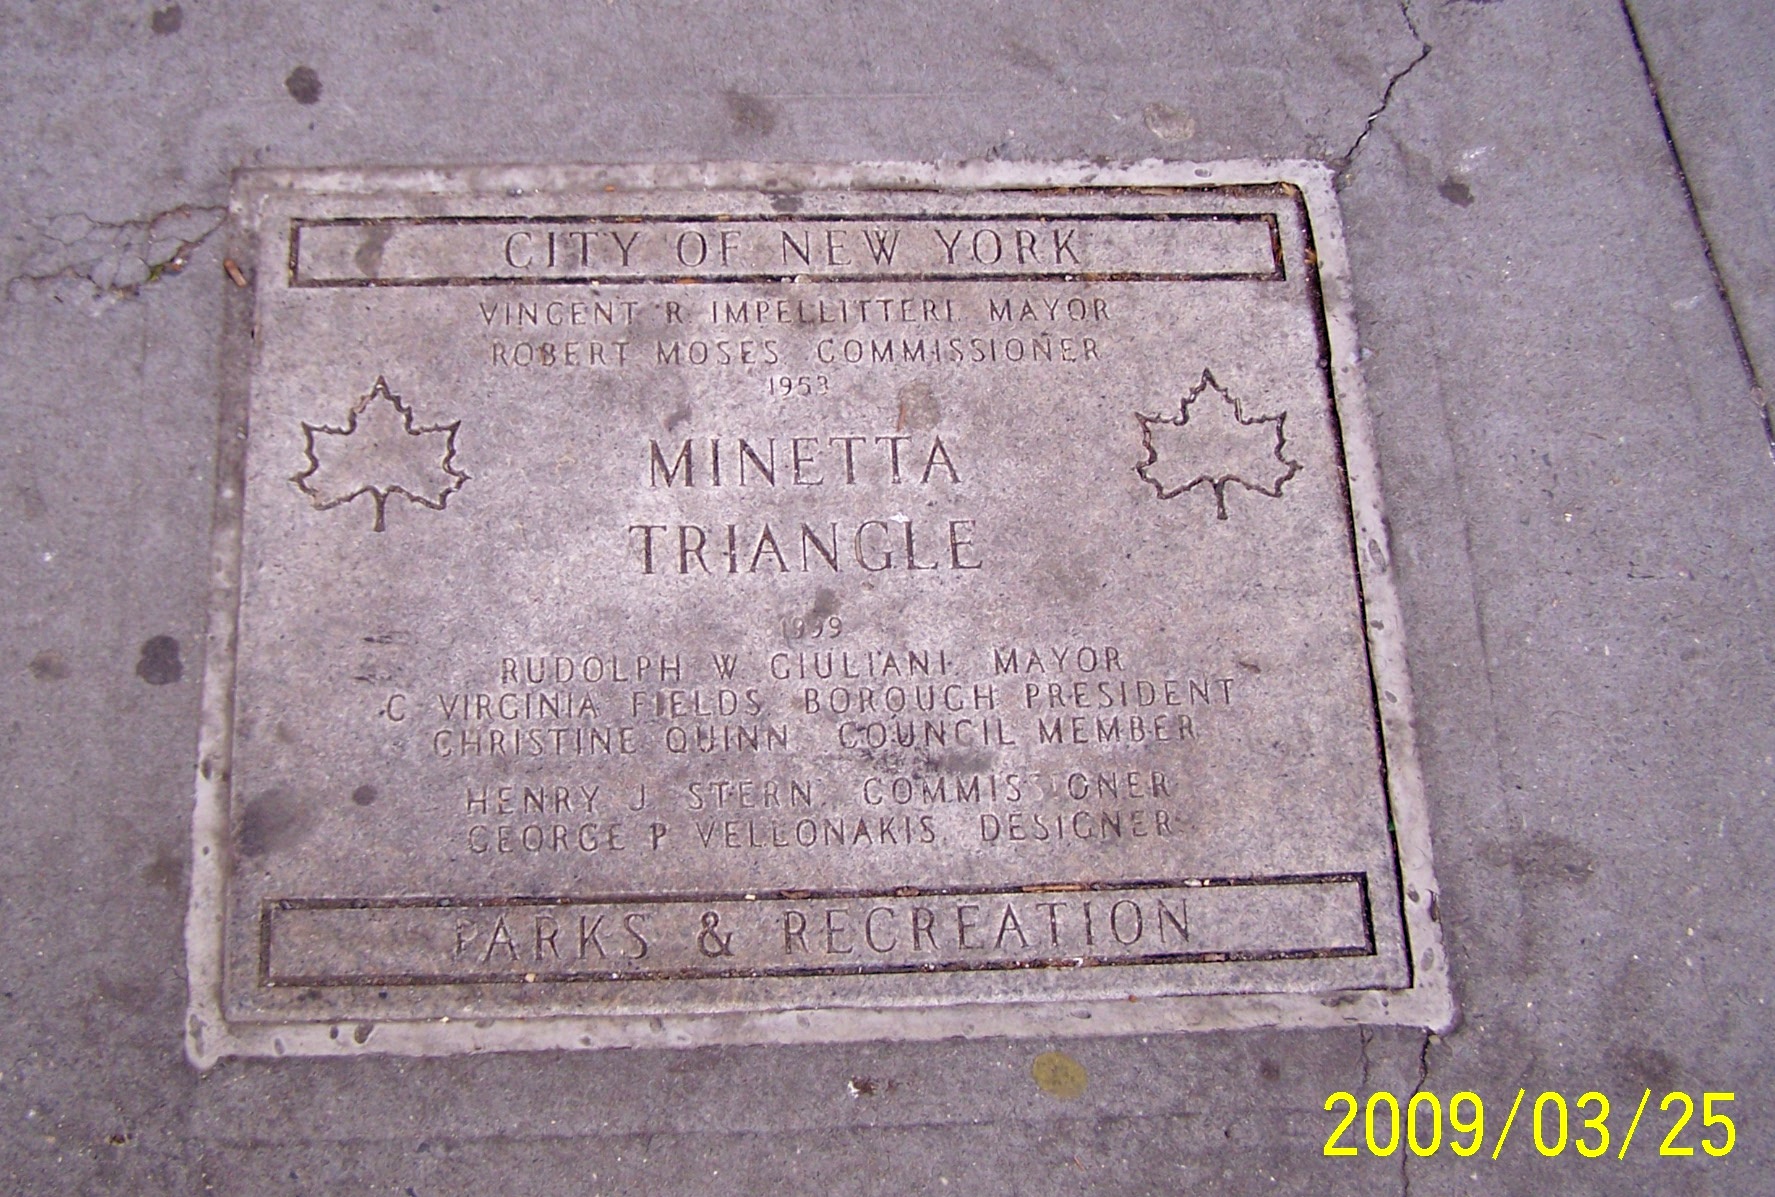 CITY OF NEW YORK
VINCENT R. IMPELLITTERI, MAYOR
ROBERT MOSES, COMMISSIONER
1953
MINETTA
TRIANGLE
1999
RUDOLPH W. GIULIANI, MAYOR
C. VIRGINIA FIELDS, BOROUGH PRESIDENT
CHRISTINE QUINN, COUNCIL MEMBER
HENRY J. STERN, COMMISSIONER
GEORGE P. VELLONAKIS, DESIGNER
PARKS & RECREATION
2009/03/25